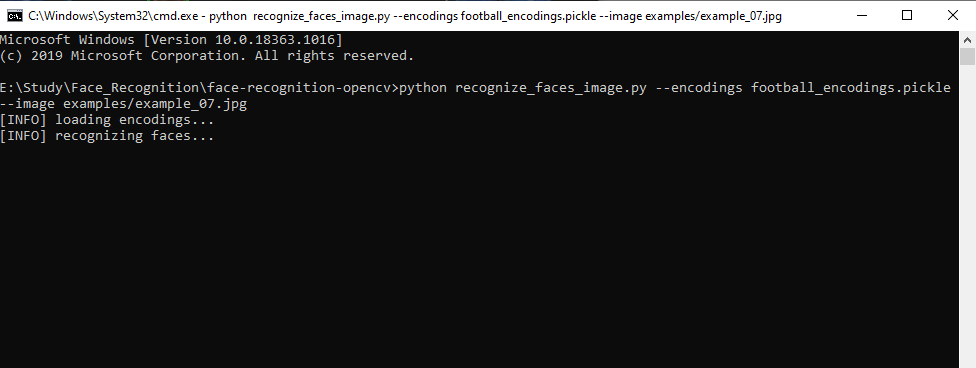 C:\Windows\System32\cmd.exe - python  recognize_faces_image.py --encodings football_encodings.pickle --image examples/example_07.jpg
Microsoft Windows [Version 10.0.18363.1016]
(c) 2019 Microsoft Corporation. All rights reserved.
E:\Study\Face_Recognition\face-recognition-opencv>python recognize_faces_image.py --encodings football_encodings.pickle
--image examples/example_07.jpg
[INFO] loading encodings...
[INFO] recognizing faces...